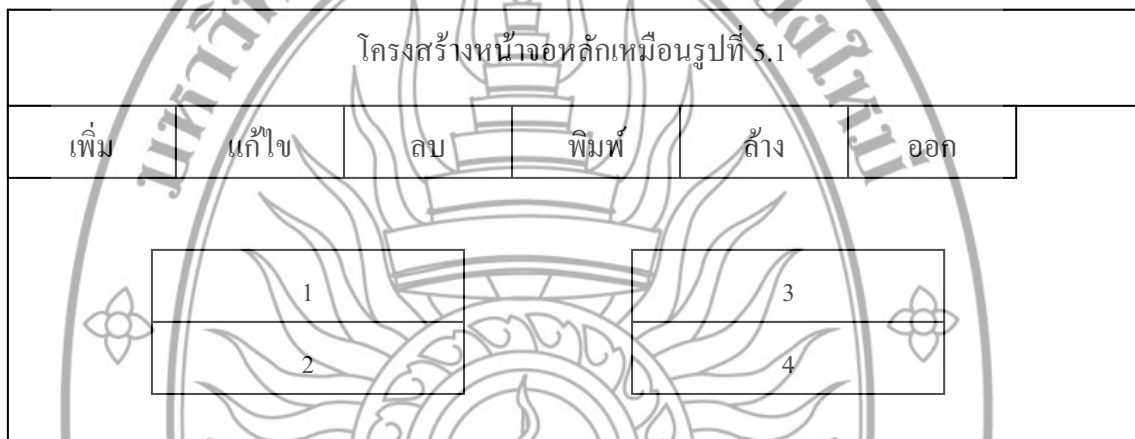 โครงสร้างหน้าจอหลักเหมือนรูปที่ 5.1
เพิ่ม แก้ไข ลบ พิมพ์ ล้าง ออก
1 3
2 4